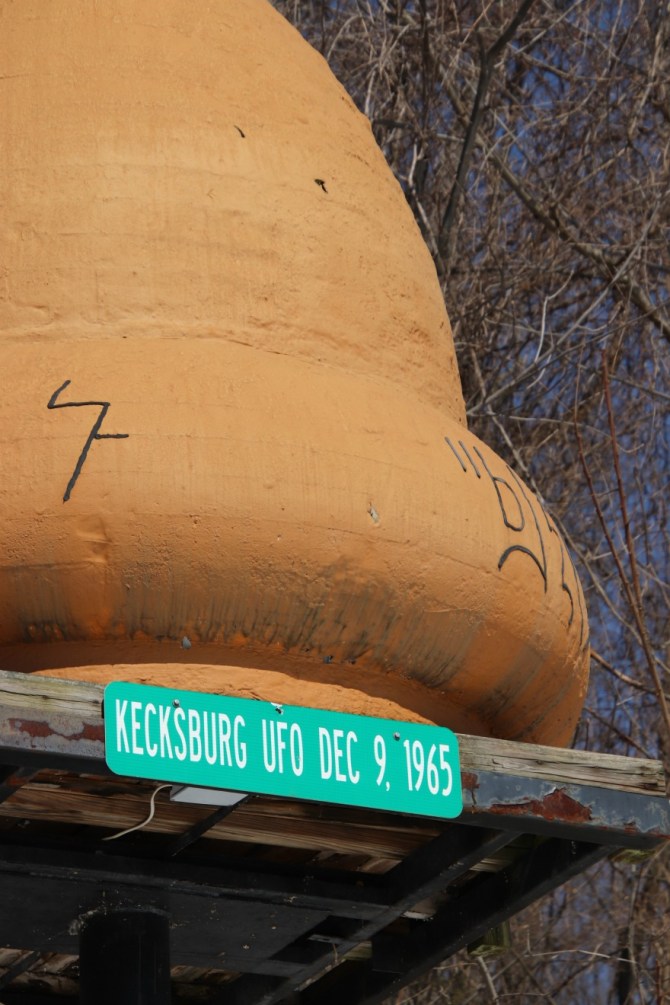 KECKSBURG UFO DEC 9, 1965